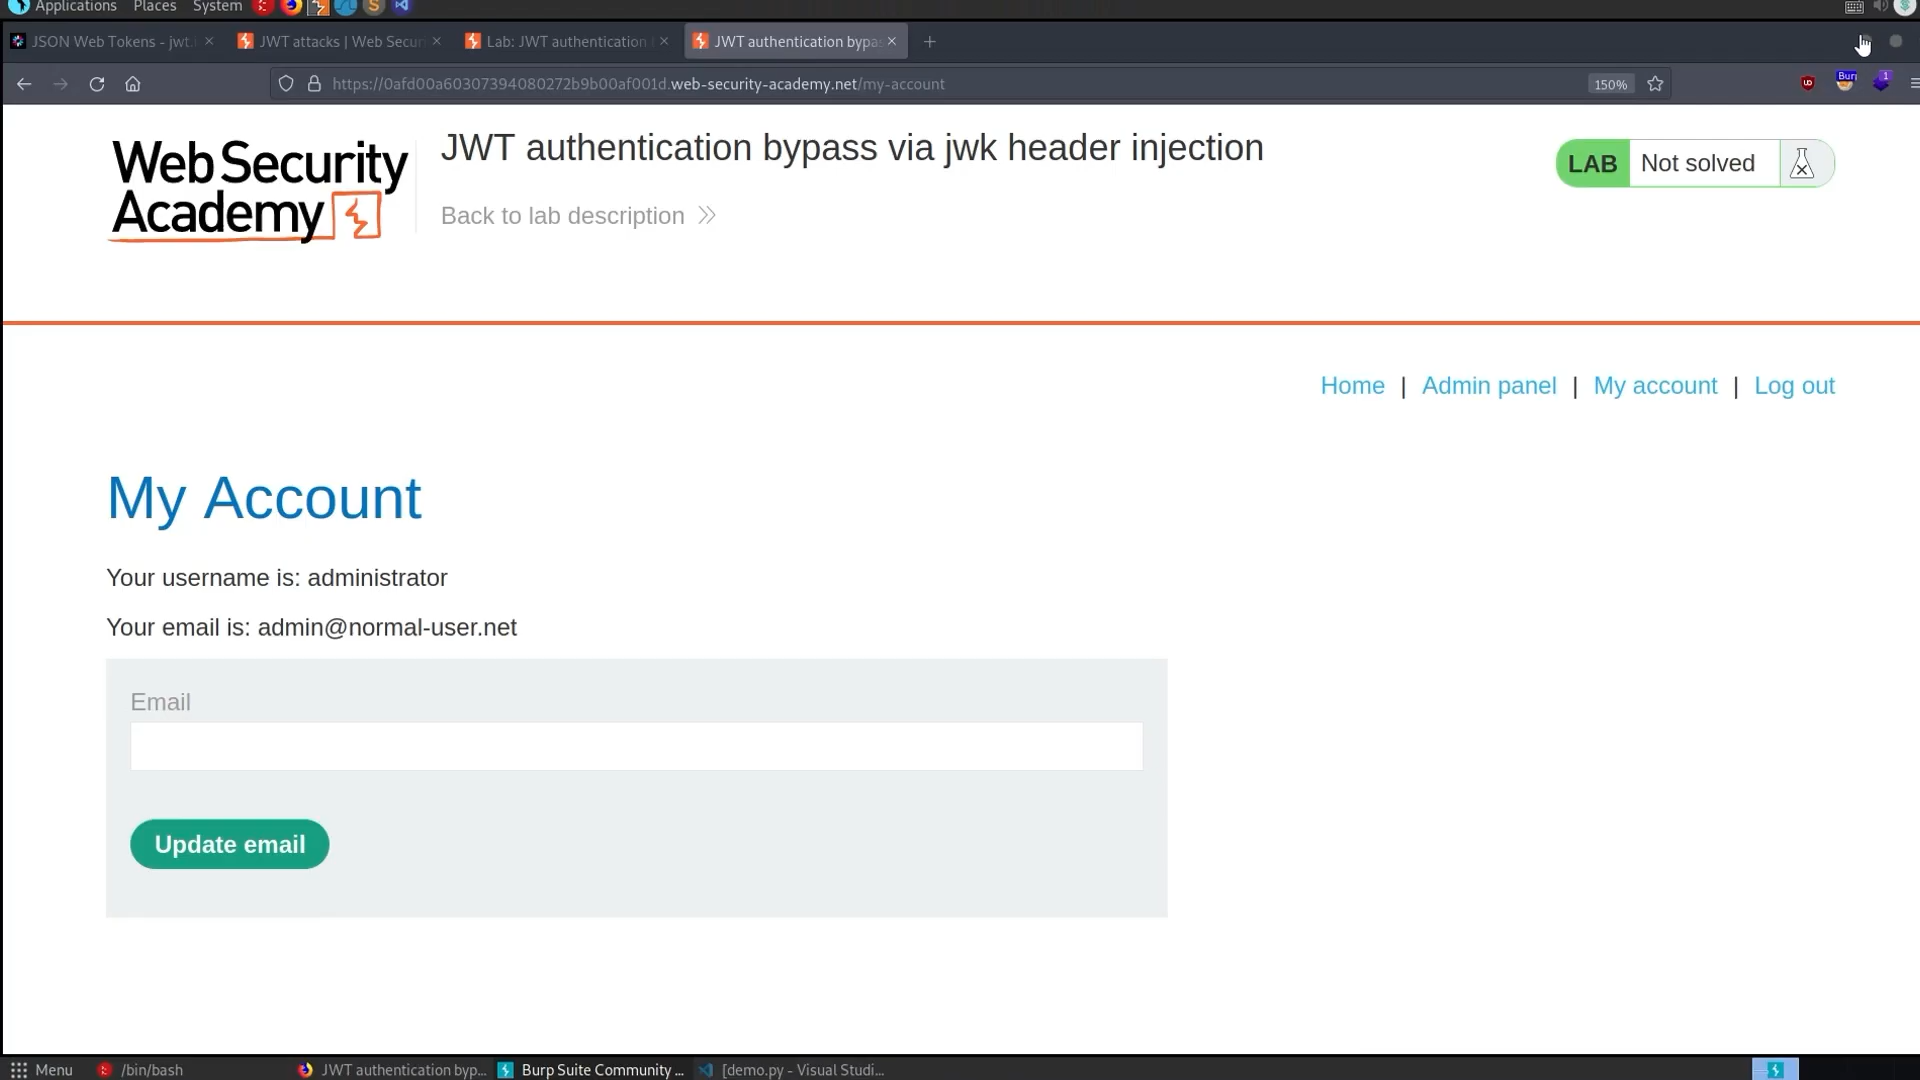 Applications Places System
JSON Web Tokens - jwt.
JWT attacks | Web Secur
Lab: JWT authentication
JWT authentication bypas
https://0afd00a60307394080272b9b00af001d.web-security-academy.net/my-account
150%
Burp
1
Web Security
Academy
JWT authentication bypass via jwk header injection
Back to lab description
LAB Not solved
Home | Admin panel | My account | Log out
My Account
Your username is: administrator
Your email is: admin@normal-user.net
Email
Update email
Menu
/bin/bash
JWT authentication byp...
Burp Suite Community ...
[demo.py - Visual Studi...